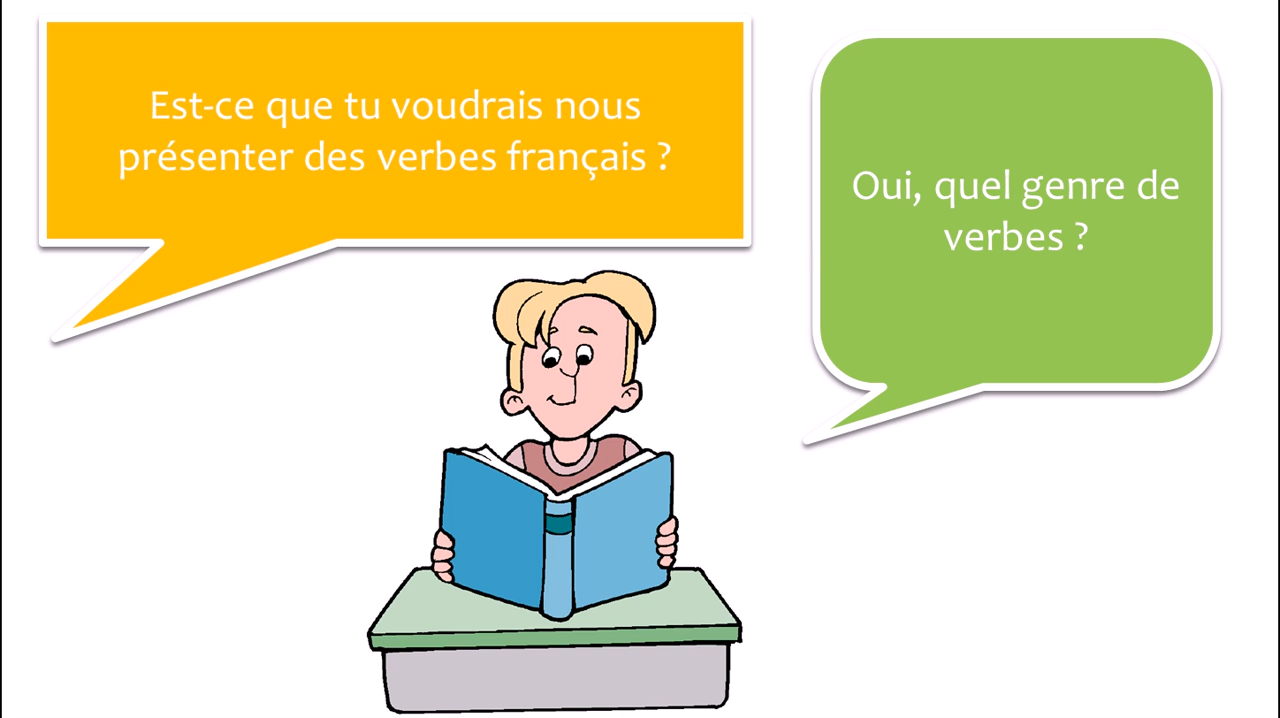 Est-ce que tu voudrais nous
présenter des verbes français ?
Oui, quel genre de
verbes ?